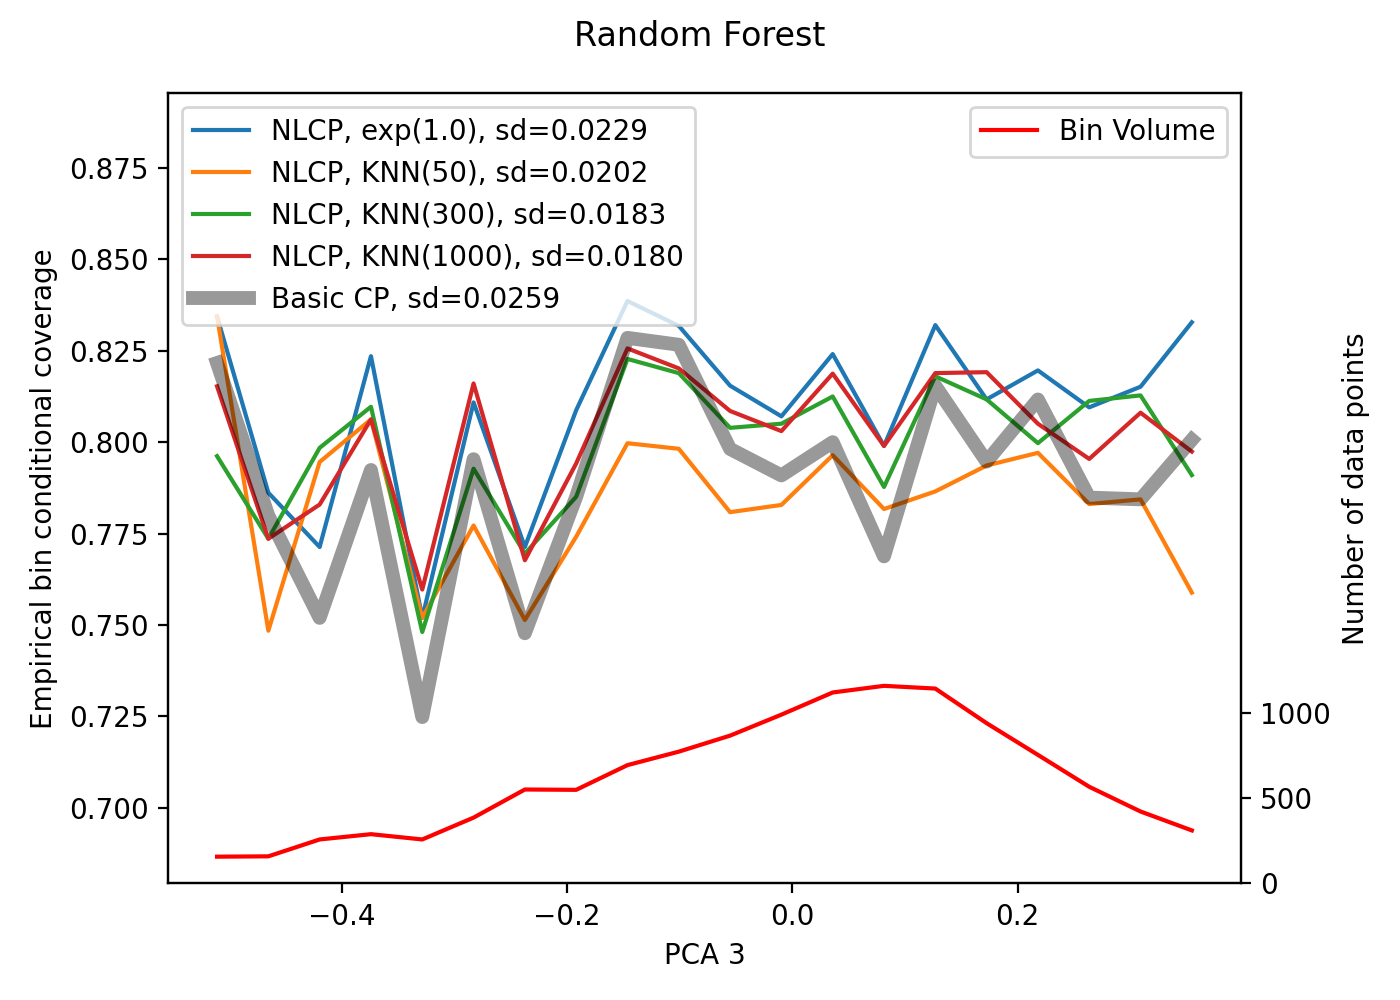 Random Forest
NLCP, exp(1.0), sd=0.0229
NLCP, KNN(50), sd=0.0202
NLCP, KNN(300), sd=0.0183
NLCP, KNN(1000), sd=0.0180
Basic CP, sd=0.0259
Bin Volume
Empirical bin conditional coverage
0.875
0.850
0.825
0.800
0.775
0.750
0.725
0.700
Number of data points
1000
500
0
−0.4
−0.2
0.0
0.2
PCA 3